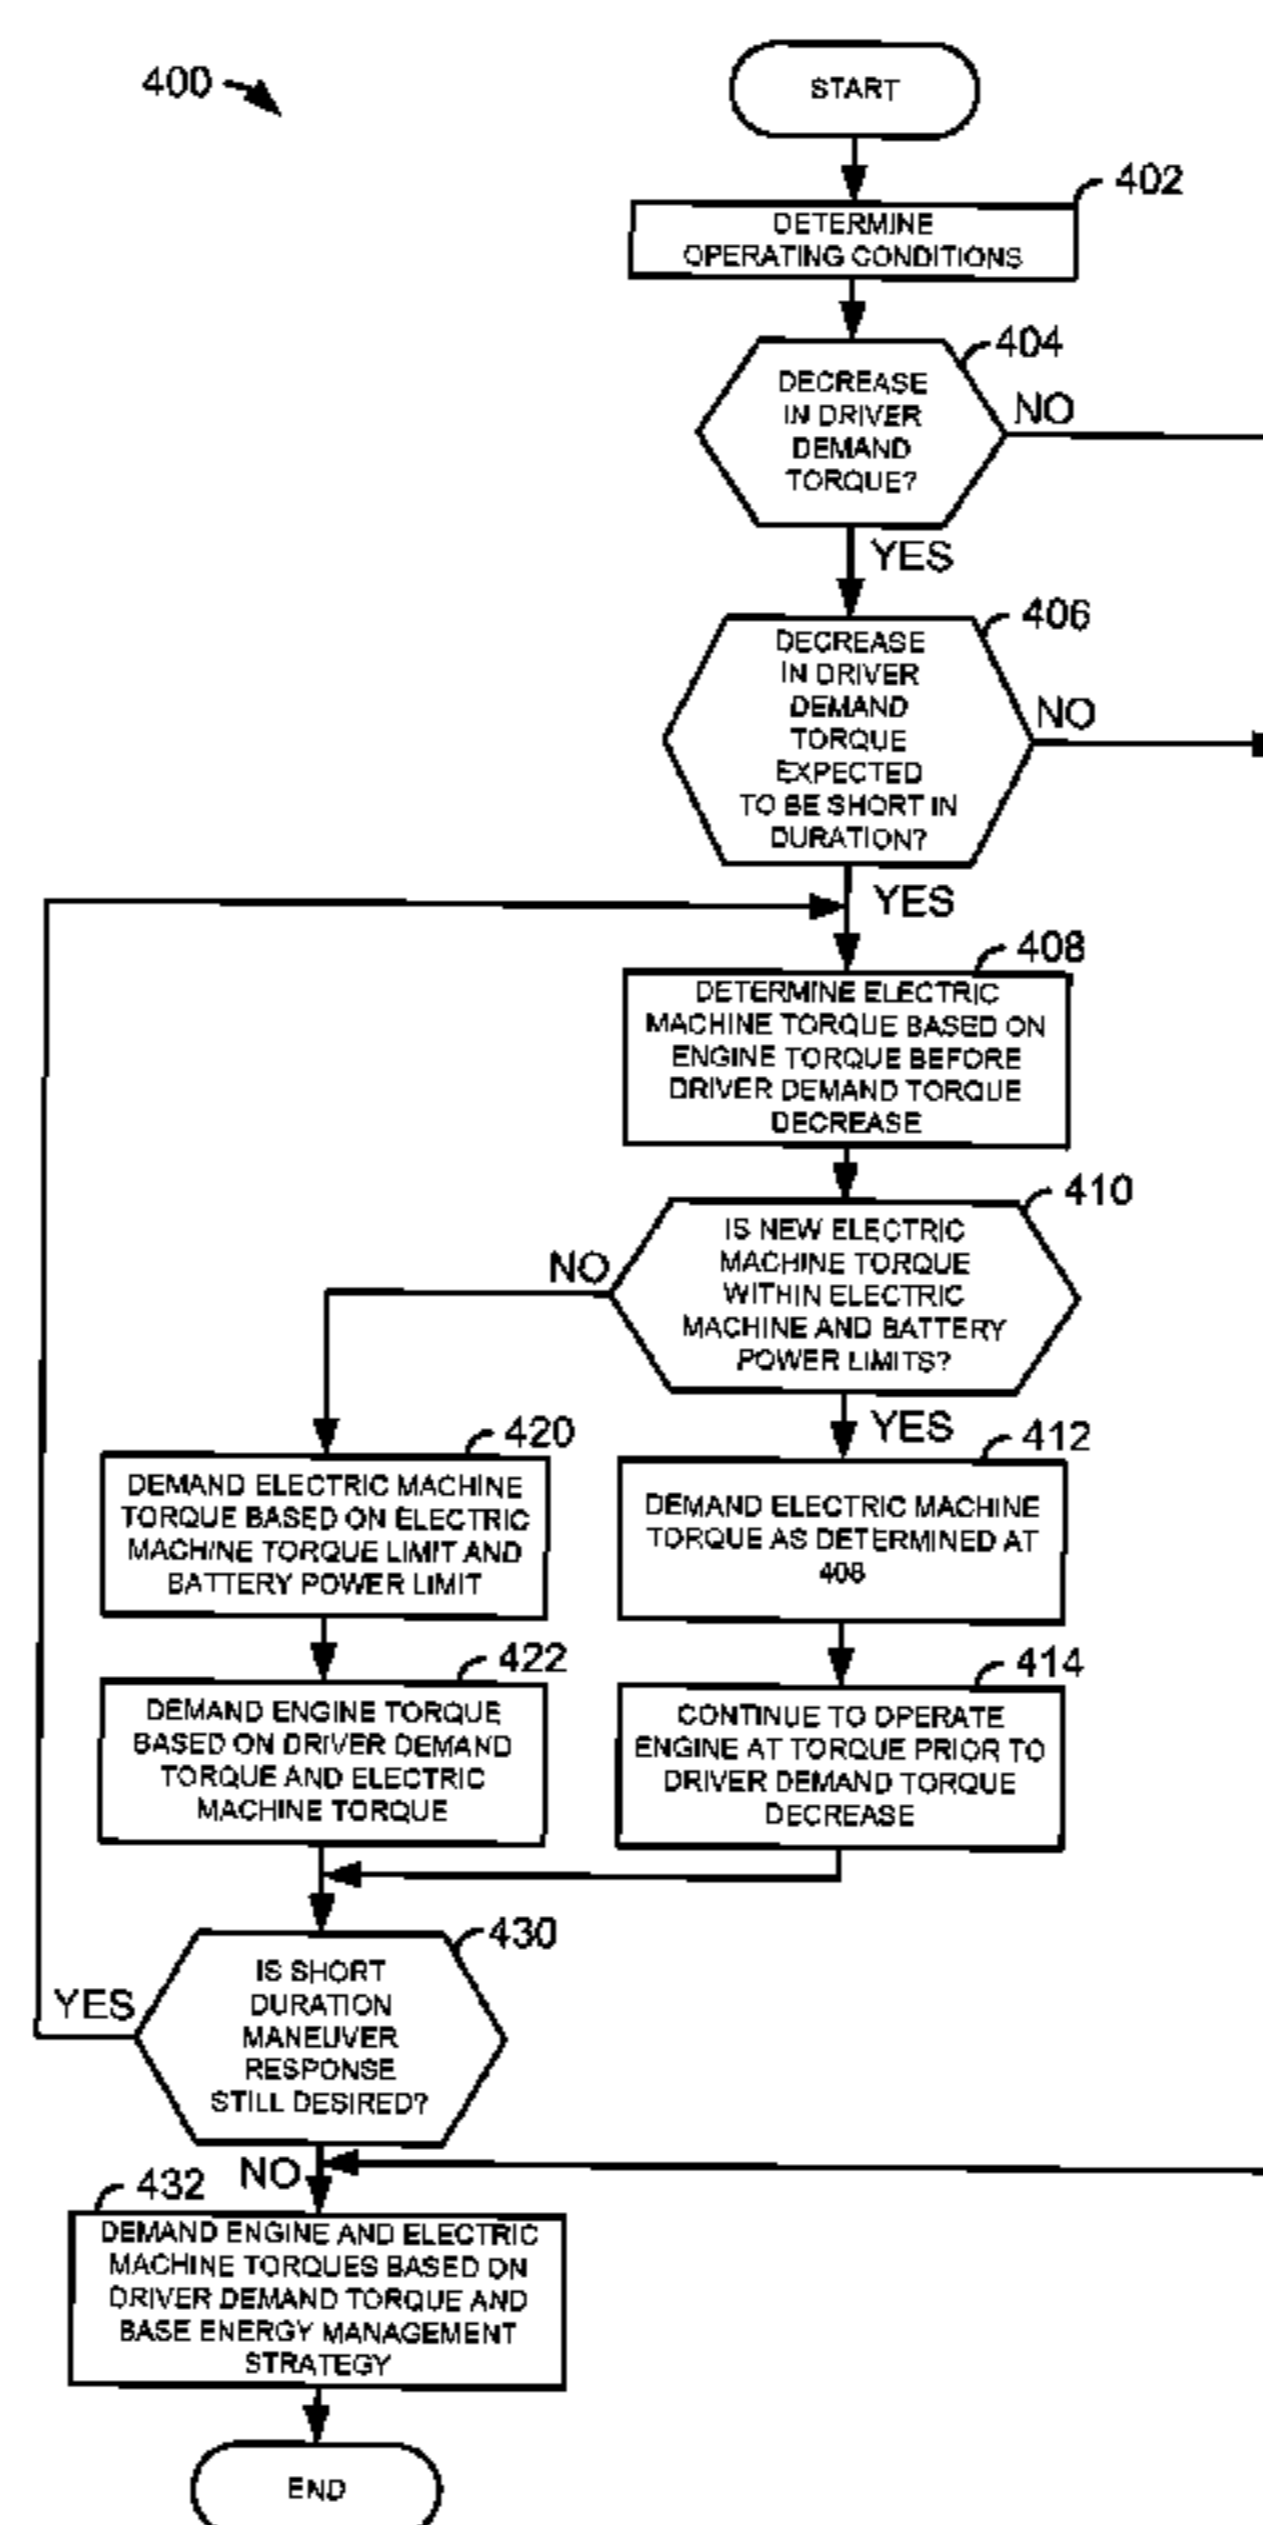 400
START
402
DETERMINE
OPERATING CONDITIONS
404
DECREASE
IN DRIVER
DEMAND
TORQUE?
NO
YES
406
DECREASE
IN DRIVER
DEMAND
TORQUE
EXPECTED
TO BE SHORT IN
DURATION?
NO
YES
408
DETERMINE ELECTRIC
MACHINE TORQUE BASED ON
ENGINE TORQUE BEFORE
DRIVER DEMAND TORQUE
DECREASE
410
IS NEW ELECTRIC
MACHINE TORQUE
WITHIN ELECTRIC
MACHINE AND BATTERY
POWER LIMITS?
NO
YES
420
DEMAND ELECTRIC MACHINE
TORQUE BASED ON ELECTRIC
MACHINE TORQUE LIMIT AND
BATTERY POWER LIMIT
412
DEMAND ELECTRIC MACHINE
TORQUE AS DETERMINED AT
408
422
DEMAND ENGINE TORQUE
BASED ON DRIVER DEMAND
TORQUE AND ELECTRIC
MACHINE TORQUE
414
CONTINUE TO OPERATE
ENGINE AT TORQUE PRIOR TO
DRIVER DEMAND TORQUE
DECREASE
430
IS SHORT
DURATION
MANEUVER
RESPONSE
STILL DESIRED?
YES
NO
432
DEMAND ENGINE AND ELECTRIC
MACHINE TORQUES BASED ON
DRIVER DEMAND TORQUE AND
BASE ENERGY MANAGEMENT
STRATEGY
END